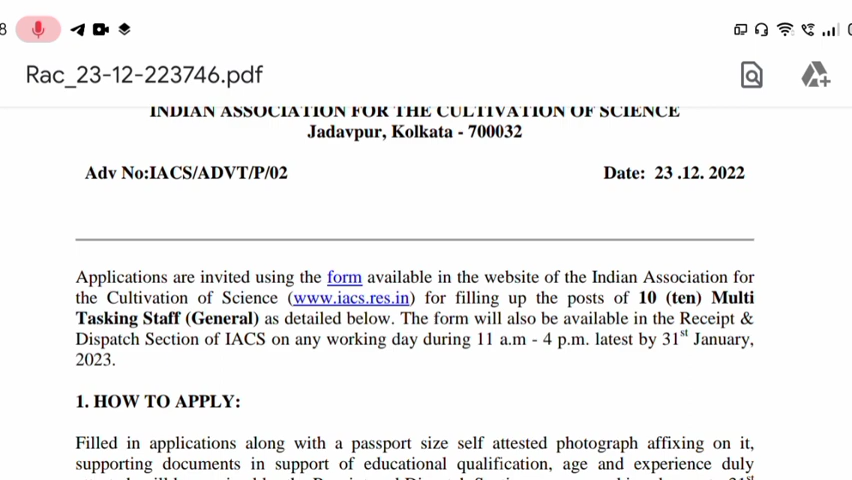 8
Rac_23-12-223746.pdf
INDIAN ASSOCIATION FOR THE CULTIVATION OF SCIENCE
Jadavpur, Kolkata - 700032
Adv No:IACS/ADVT/P/02 Date: 23 .12. 2022
Applications are invited using the form available in the website of the Indian Association for
the Cultivation of Science (www.iacs.res.in) for filling up the posts of 10 (ten) Multi
Tasking Staff (General) as detailed below. The form will also be available in the Receipt &
Dispatch Section of IACS on any working day during 11 a.m - 4 p.m. latest by 31st January,
2023.
1. HOW TO APPLY:
Filled in applications along with a passport size self attested photograph affixing on it,
supporting documents in support of educational qualification, age and experience duly